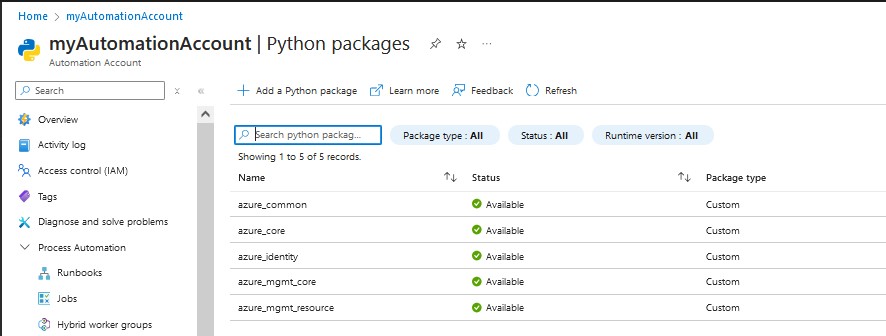 Home > myAutomationAccount
myAutomationAccount | Python packages
Automation Account
Search
+ Add a Python package Learn more Feedback Refresh
Overview
Activity log
Access control (IAM)
Tags
Diagnose and solve problems
Process Automation
Runbooks
Jobs
Hybrid worker groups
Search python packag... Package type : All Status : All Runtime version : All
Showing 1 to 5 of 5 records.
Name Status Package type
azure_common Available Custom
azure_core Available Custom
azure_identity Available Custom
azure_mgmt_core Available Custom
azure_mgmt_resource Available Custom